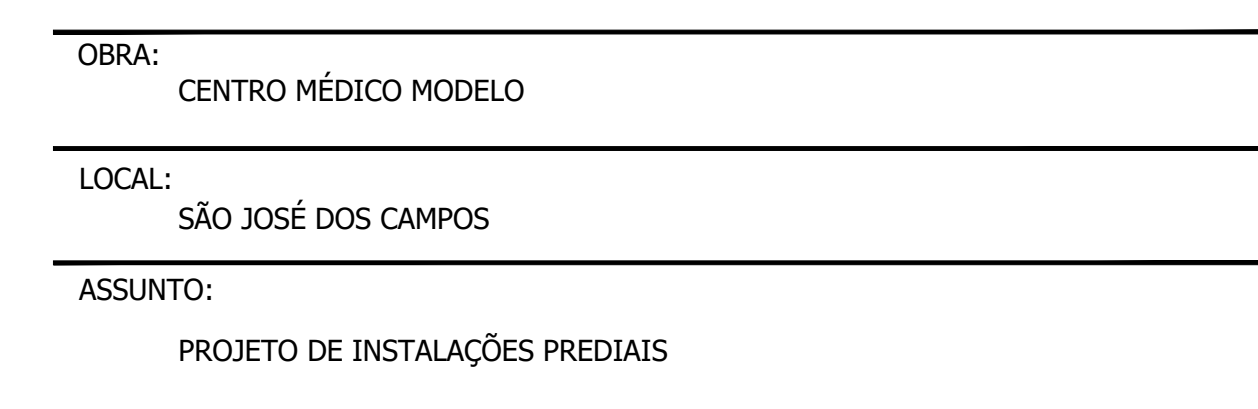 OBRA:
CENTRO MÉDICO MODELO
LOCAL:
SÃO JOSÉ DOS CAMPOS
ASSUNTO:
PROJETO DE INSTALAÇÕES PREDIAIS